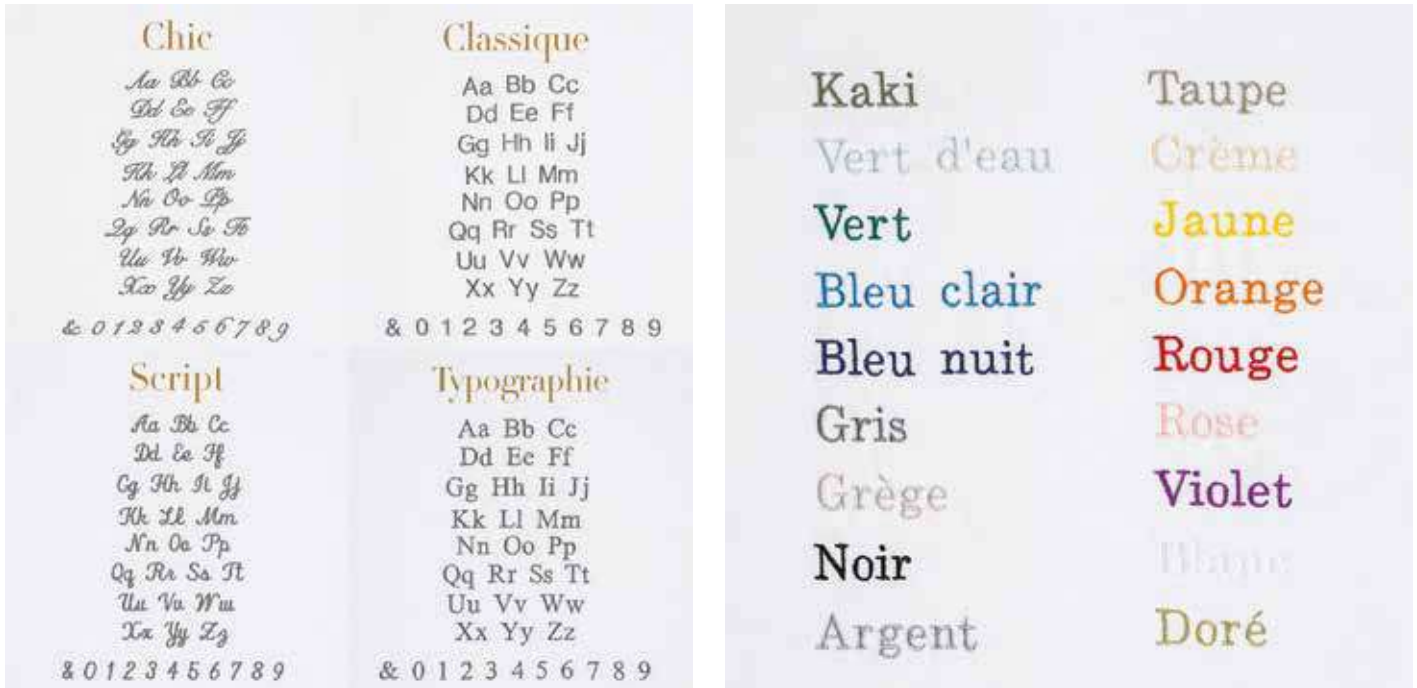 Chic
Aa Bb Cc
Dd Ee Ff
Gg Hh Ii Jj
Kk Ll Mm
Nn Oo Pp
Qq Rr Ss Tt
Uu Vv Ww
Xx Yy Zz
& 0 1 2 3 4 5 6 7 8 9
Classique
Aa Bb Cc
Dd Ee Ff
Gg Hh Ii Jj
Kk Ll Mm
Nn Oo Pp
Qq Rr Ss Tt
Uu Vv Ww
Xx Yy Zz
& 0 1 2 3 4 5 6 7 8 9
Script
Aa Bb Cc
Dd Ee Ff
Gg Hh Ii Jj
Kk Ll Mm
Nn Oo Pp
Qq Rr Ss Tt
Uu Vv Ww
Xx Yy Zz
& 0 1 2 3 4 5 6 7 8 9
Typographie
Aa Bb Cc
Dd Ee Ff
Gg Hh Ii Jj
Kk Ll Mm
Nn Oo Pp
Qq Rr Ss Tt
Uu Vv Ww
Xx Yy Zz
& 0 1 2 3 4 5 6 7 8 9
Kaki
Vert d'eau
Vert
Bleu clair
Bleu nuit
Gris
Grège
Noir
Argent
Taupe
Crème
Jaune
Orange
Rouge
Rose
Violet
Blanc
Doré